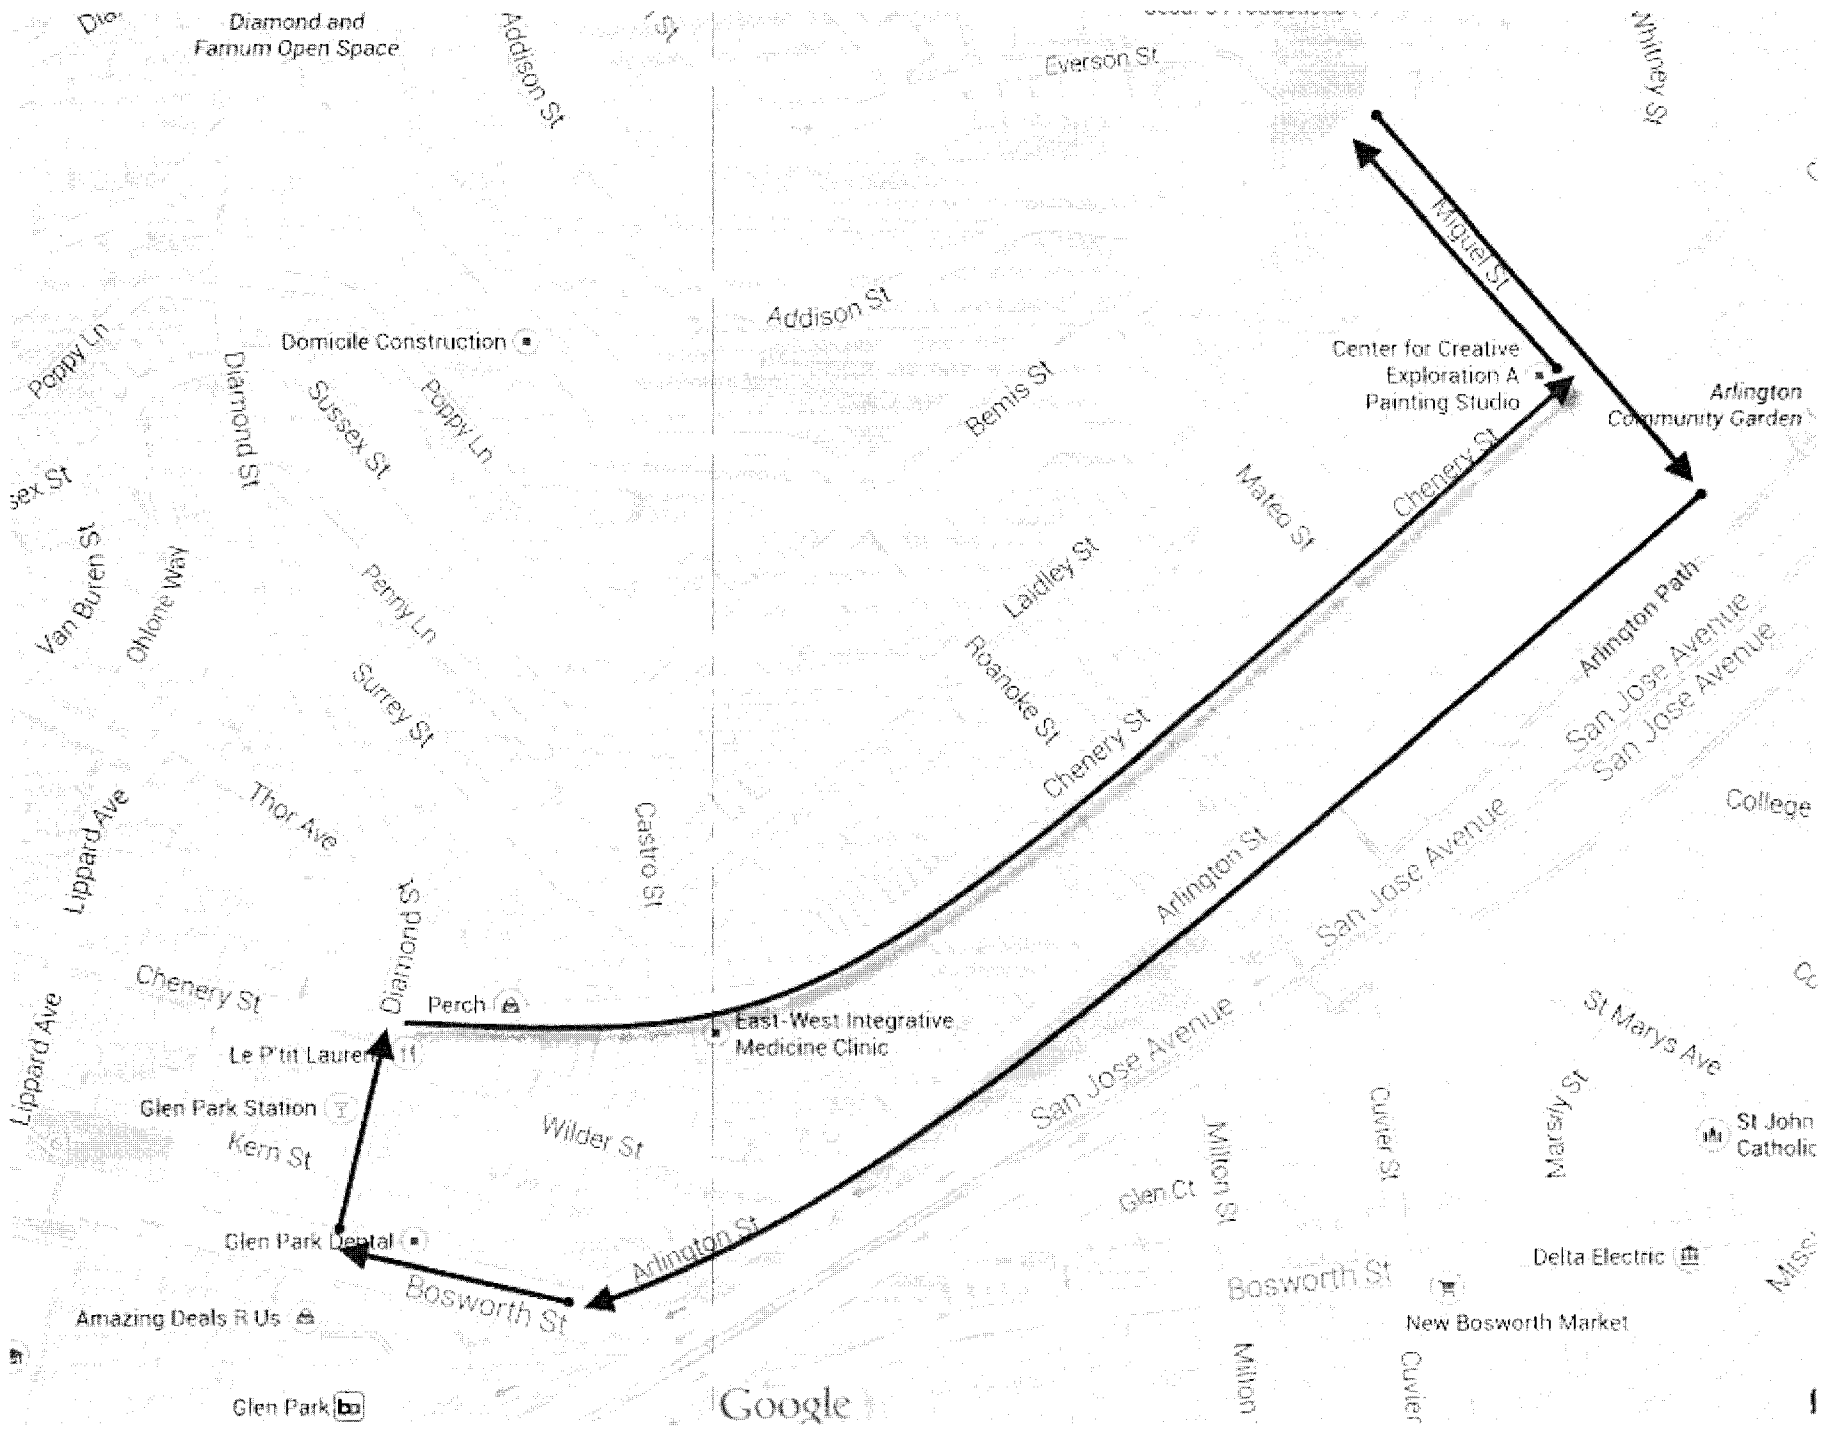 Diamond and
Farnum Open Space
Addison St
St
Everson St
Whitney St
Miguel St
Addison St
Poppy Ln
Domicile Construction
Diamond St
Sussex St
Poppy Ln
Bemis St
Center for Creative
Exploration A
Painting Studio
Arlington
Community Garden
Chenery St
Mateo St
sex St
Van Buren St
Ohlone Way
Penny Ln
Laidley St
Arlington Path
San Jose Avenue
San Jose Avenue
Roanoke St
Surrey St
Chenery St
Lippard Ave
Thor Ave
Castro St
Arlington St
San Jose Avenue
College
Diamond St
Chenery St
Perch
Lippard Ave
Le P'tit Lauren
East-West Integrative
Medicine Clinic
San Jose Avenue
St Marys Ave
Glen Park Station
Kern St
Wilder St
Milton St
Cuvier St
Marsily St
St John
Catholic
Glen Ct
Glen Park Dental
Arlington St
Bosworth St
Bosworth St
Delta Electric
Miss
Amazing Deals R Us
New Bosworth Market
Milton
Cuvier
Glen Park
Google